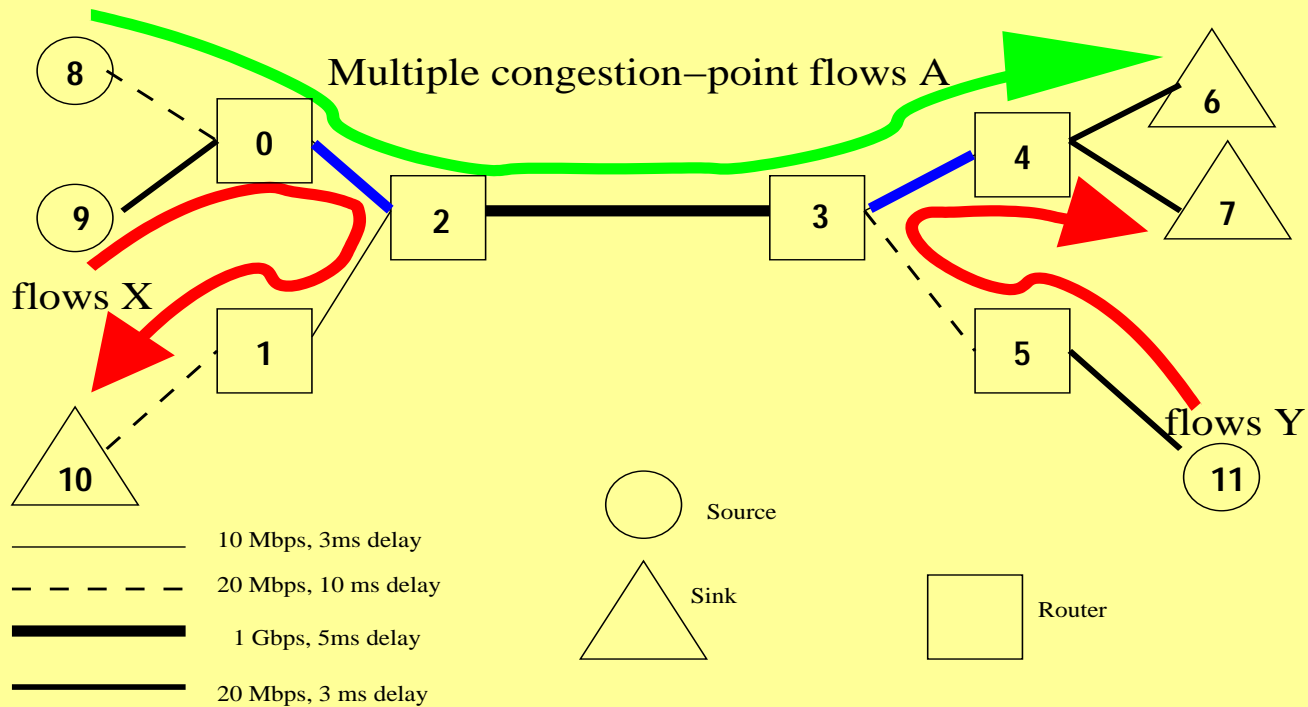 8
Multiple congestion–point flows A
6
0
4
9
2
3
7
flows X
1
5
flows Y
10
11
Source
10 Mbps, 3ms delay
20 Mbps, 10 ms delay
Sink
Router
1 Gbps, 5ms delay
20 Mbps, 3 ms delay